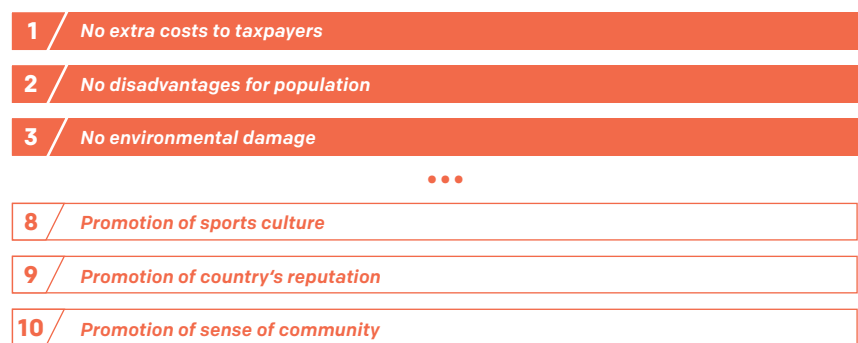 1 No extra costs to taxpayers
2 No disadvantages for population
3 No environmental damage
...
8 Promotion of sports culture
9 Promotion of country's reputation
10 Promotion of sense of community